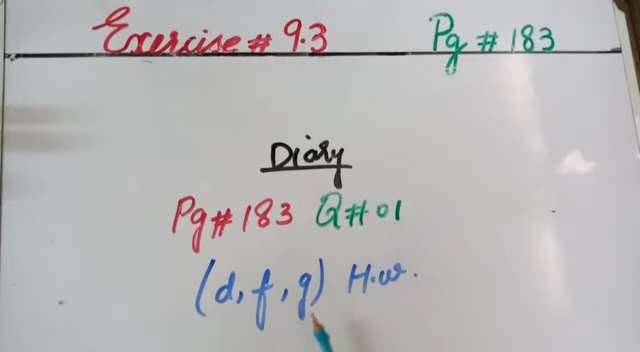 Exercise # 9.3 Pg # 183
Diary
Pg # 183 Q # 01
(d, f, g) H.w.